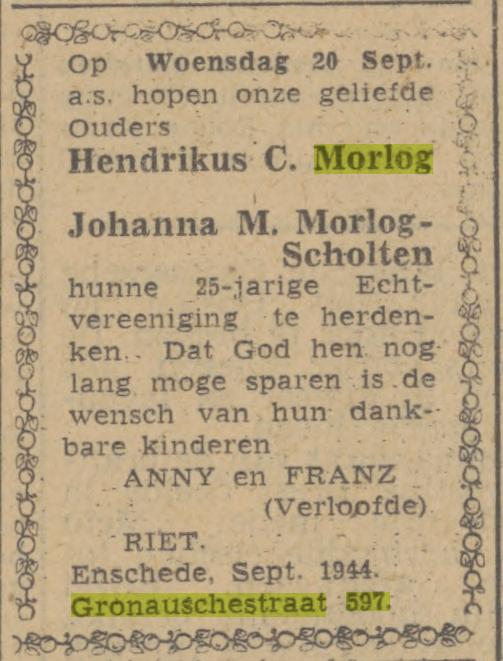 Op Woensdag 20 Sept.
a.s. hopen onze geliefde
Ouders
Hendrikus C. Morlog
Johanna M. Morlog-
Scholten
hunne 25-jarige Echt-
vereeniging te herden-
ken. Dat God hen nog
lang moge sparen is de
wensch van hun dank-
bare kinderen
ANNY en FRANZ
(Verloofde)
RIET.
Enschede, Sept. 1944.
Gronauschestraat 597.